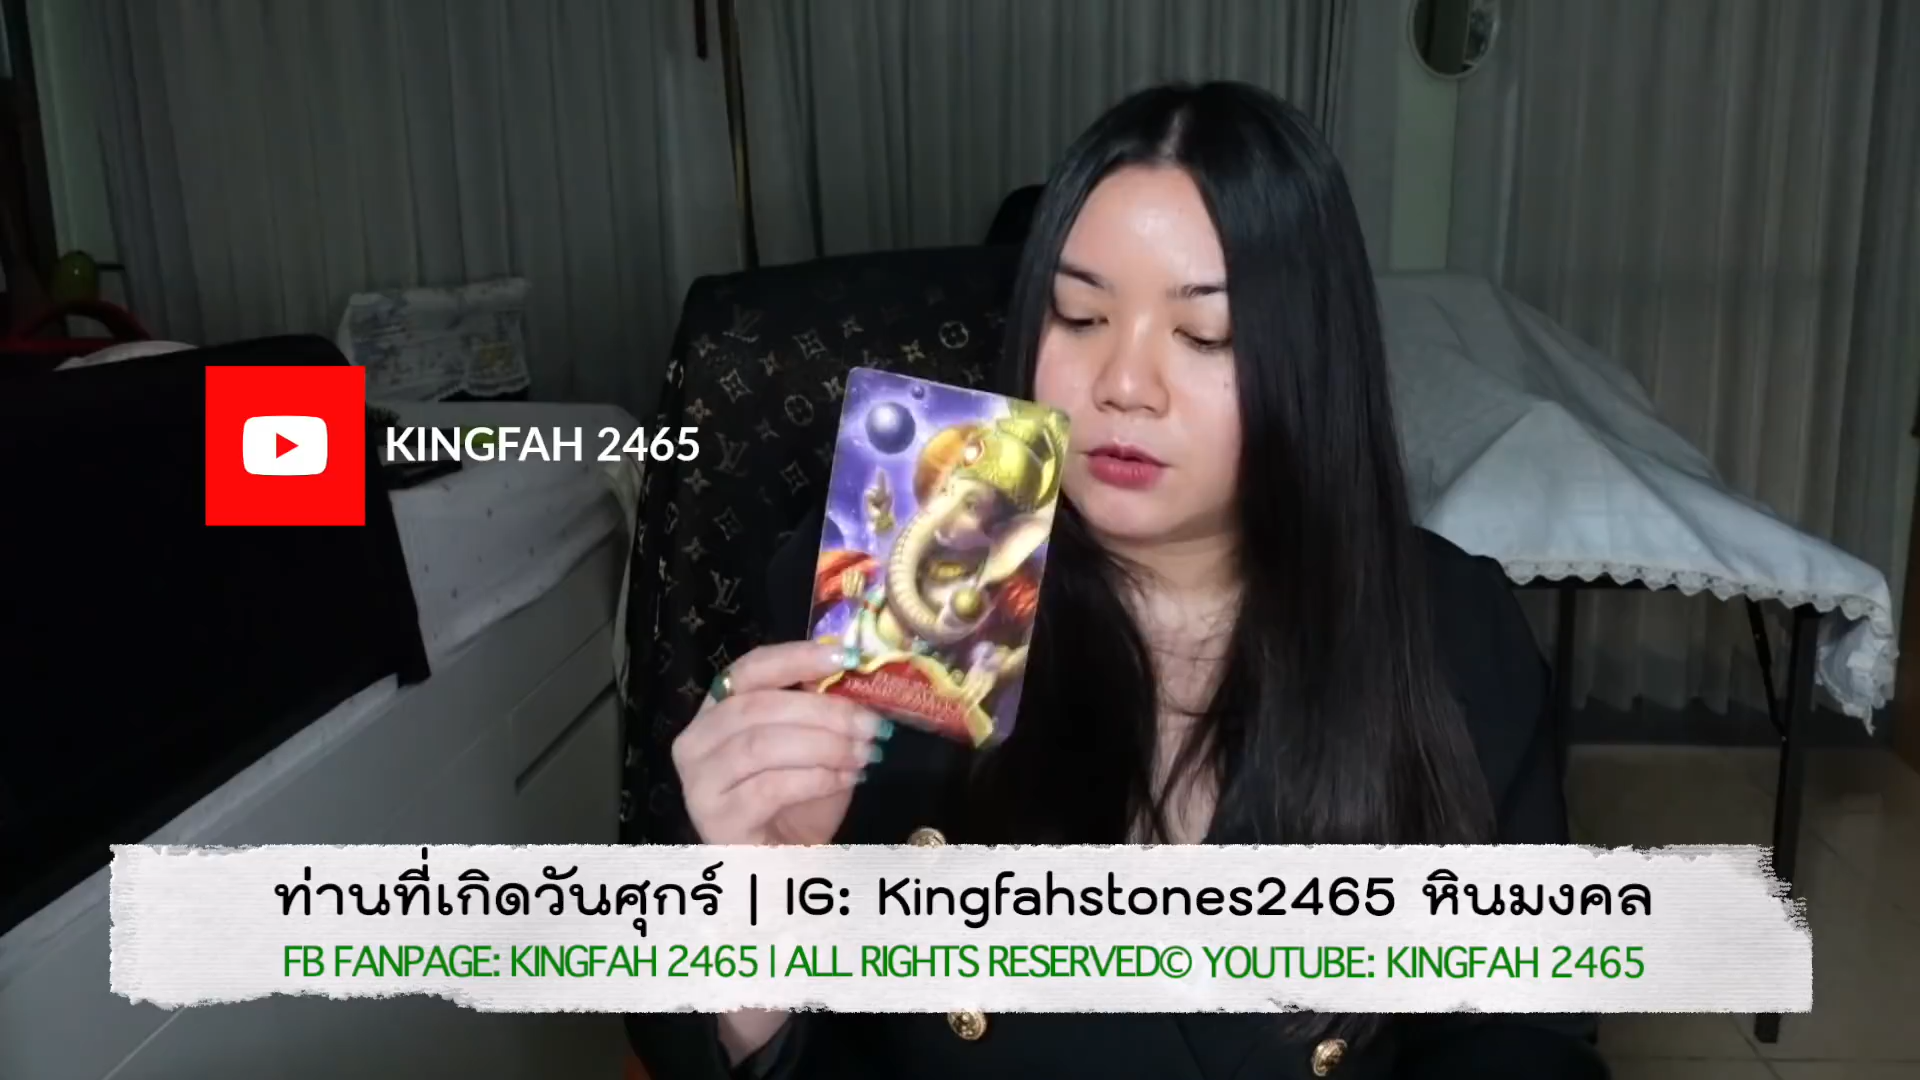 KINGFAH 2465
ท่านที่เกิดวันศุกร์ | IG: Kingfahstones2465 หินมงคล
FB FANPAGE: KINGFAH 2465 | ALL RIGHTS RESERVED© YOUTUBE: KINGFAH 2465